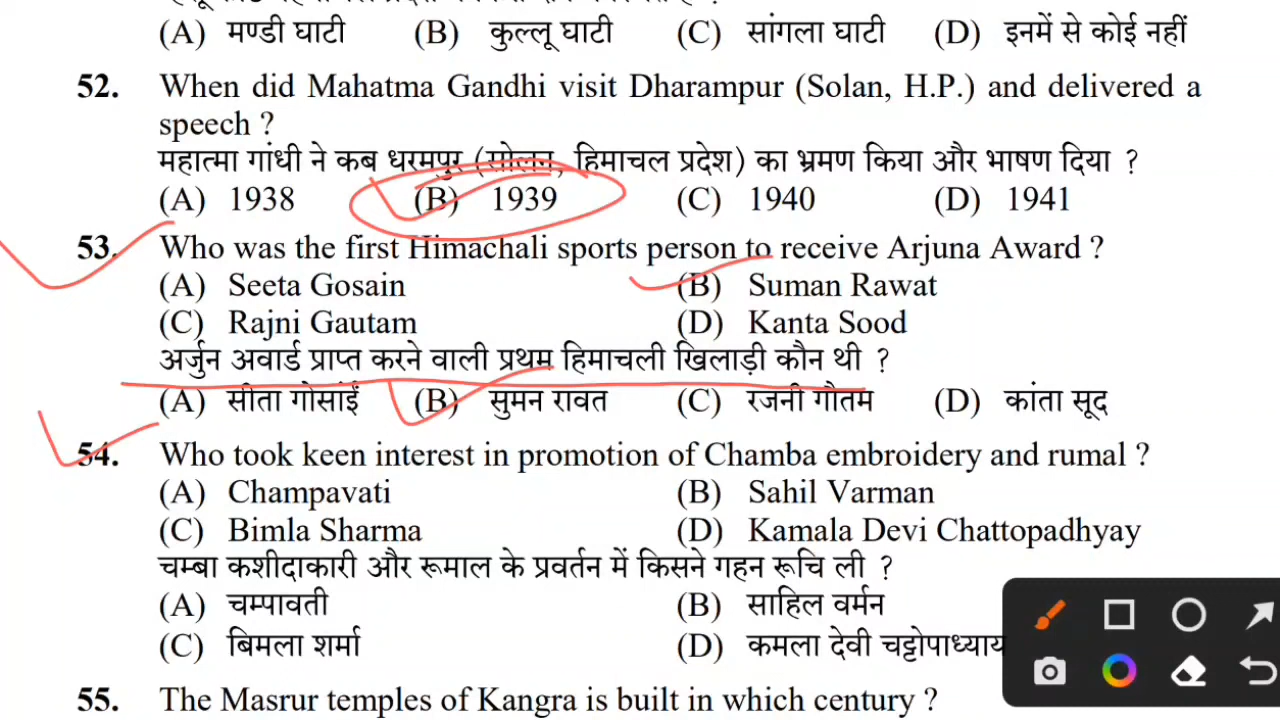 (A) मण्डी घाटी (B) कुल्लू घाटी (C) सांगला घाटी (D) इनमें से कोई नहीं
52. When did Mahatma Gandhi visit Dharampur (Solan, H.P.) and delivered a
speech ?
महात्मा गांधी ने कब धरमपुर (सोलन, हिमाचल प्रदेश) का भ्रमण किया और भाषण दिया ?
(A) 1938 (B) 1939 (C) 1940 (D) 1941
53. Who was the first Himachali sports person to receive Arjuna Award ?
(A) Seeta Gosain (B) Suman Rawat
(C) Rajni Gautam (D) Kanta Sood
अर्जुन अवार्ड प्राप्त करने वाली प्रथम हिमाचली खिलाड़ी कौन थी ?
(A) सीता गोसांई (B) सुमन रावत (C) रजनी गौतम (D) कांता सूद
54. Who took keen interest in promotion of Chamba embroidery and rumal ?
(A) Champavati (B) Sahil Varman
(C) Bimla Sharma (D) Kamala Devi Chattopadhyay
चम्बा कशीदाकारी और रूमाल के प्रवर्तन में किसने गहन रूचि ली ?
(A) चम्पावती (B) साहिल वर्मन
(C) बिमला शर्मा (D) कमला देवी चट्टोपाध्याय
55. The Masrur temples of Kangra is built in which century ?